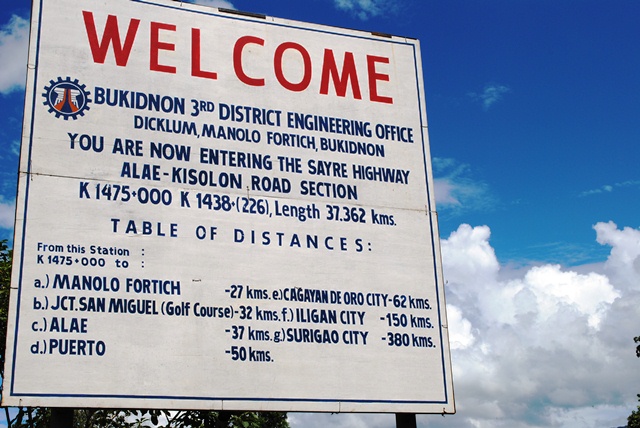 WELCOME
BUKIDNON 3RD DISTRICT ENGINEERING OFFICE
DICKLUM, MANOLO FORTICH, BUKIDNON
YOU ARE NOW ENTERING THE SAYRE HIGHWAY
ALAE-KISOLON ROAD SECTION
K 1475+000 K 1438+(226), Length 37.362 kms.
TABLE OF DISTANCES:
From this Station :
K 1475+000 to :
a.) MANOLO FORTICH -27 kms. e.) CAGAYAN DE ORO CITY -62 kms.
b.) JCT. SAN MIGUEL (Golf Course) -32 kms. f.) ILIGAN CITY -150 kms.
c.) ALAE -37 kms. g.) SURIGAO CITY -380 kms.
d.) PUERTO -50 kms.